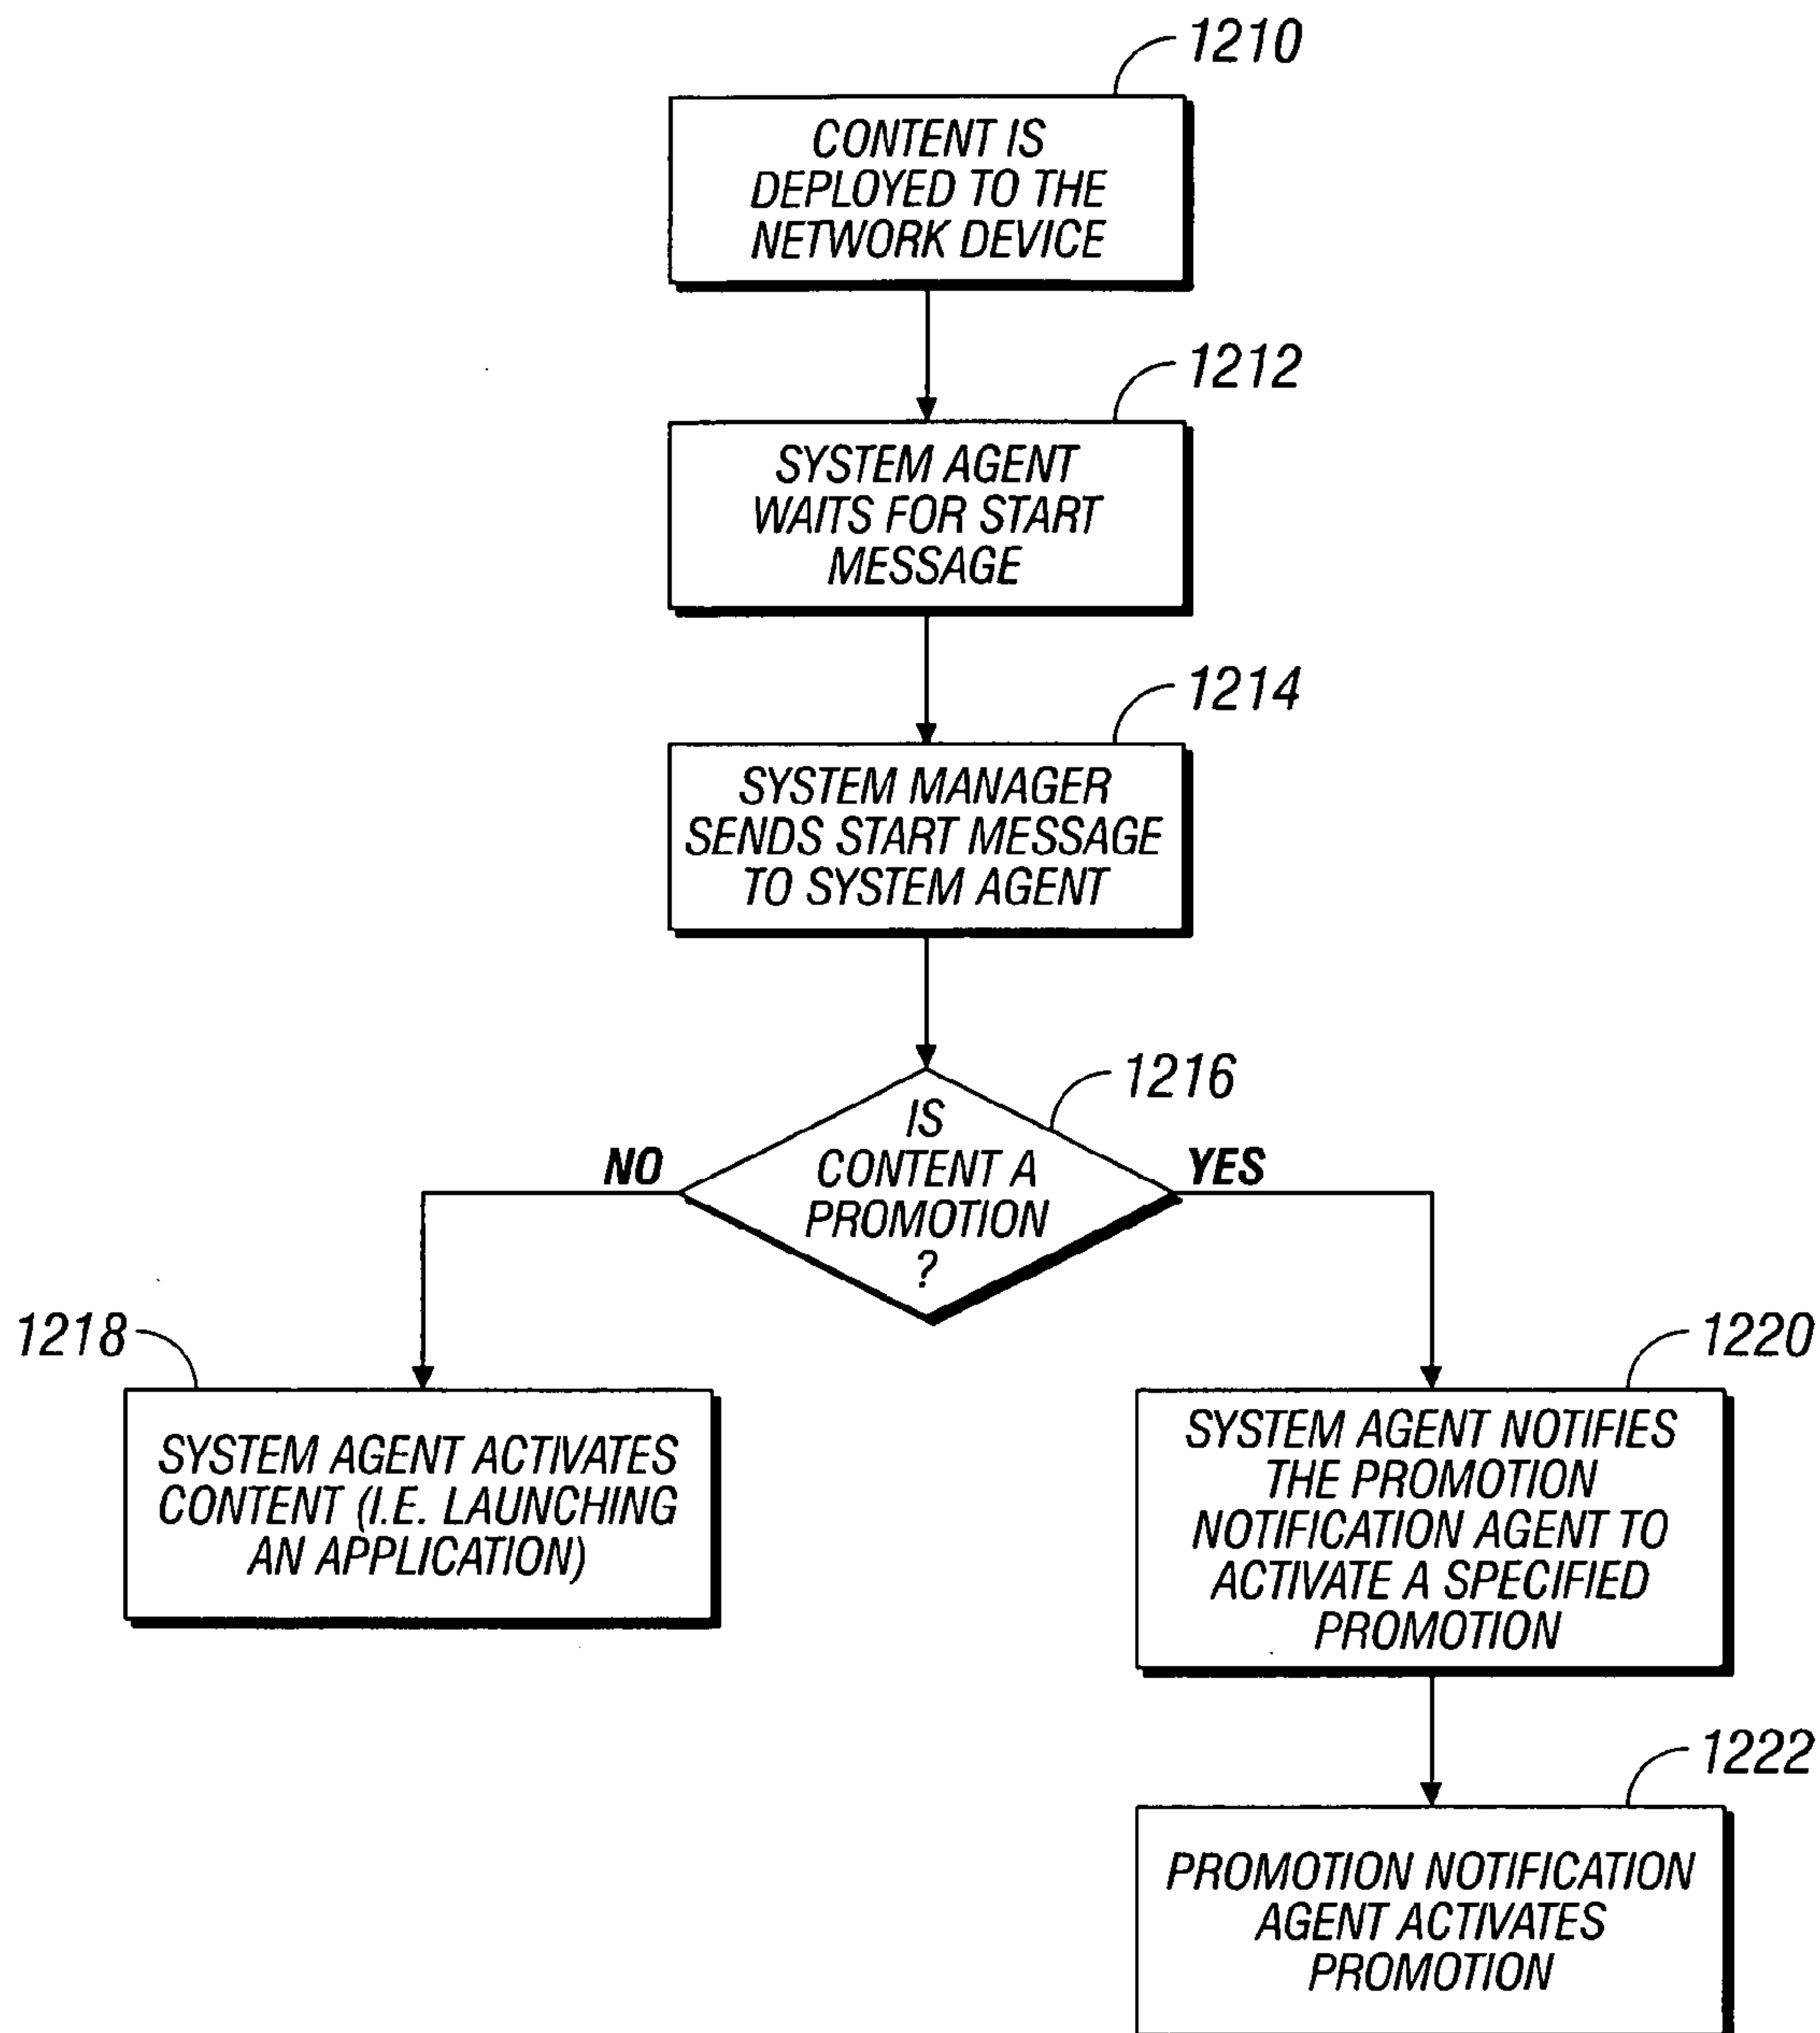 1210
CONTENT IS
DEPLOYED TO THE
NETWORK DEVICE
1212
SYSTEM AGENT
WAITS FOR START
MESSAGE
1214
SYSTEM MANAGER
SENDS START MESSAGE
TO SYSTEM AGENT
1216
IS
CONTENT A
PROMOTION
?
NO
YES
1218
SYSTEM AGENT ACTIVATES
CONTENT (I.E. LAUNCHING
AN APPLICATION)
1220
SYSTEM AGENT NOTIFIES
THE PROMOTION
NOTIFICATION AGENT TO
ACTIVATE A SPECIFIED
PROMOTION
1222
PROMOTION NOTIFICATION
AGENT ACTIVATES
PROMOTION